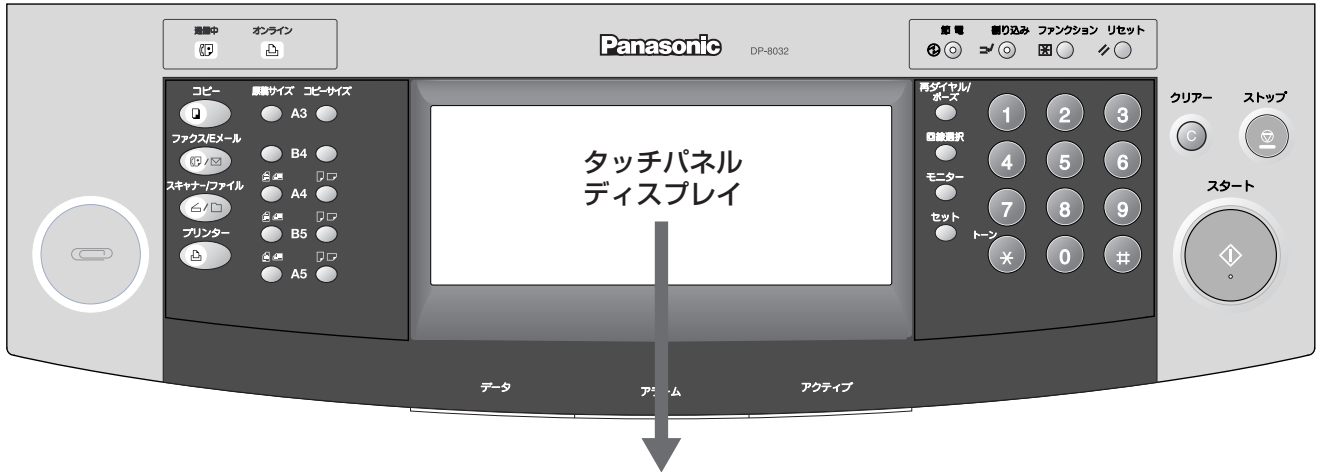 通信中 オンライン
Panasonic DP-8032
節電 割り込み ファンクション リセット
コピー
ファクス/Eメール
スキャナー/ファイル
プリンター
原稿サイズ コピーサイズ
A3
B4
A4
B5
A5
タッチパネル
ディスプレイ
再ダイヤル/
ポーズ
回線選択
モニター
セット
トーン
1 2 3
4 5 6
7 8 9
* 0 #
クリアー ストップ
C
スタート
データ アラーム アクティブ